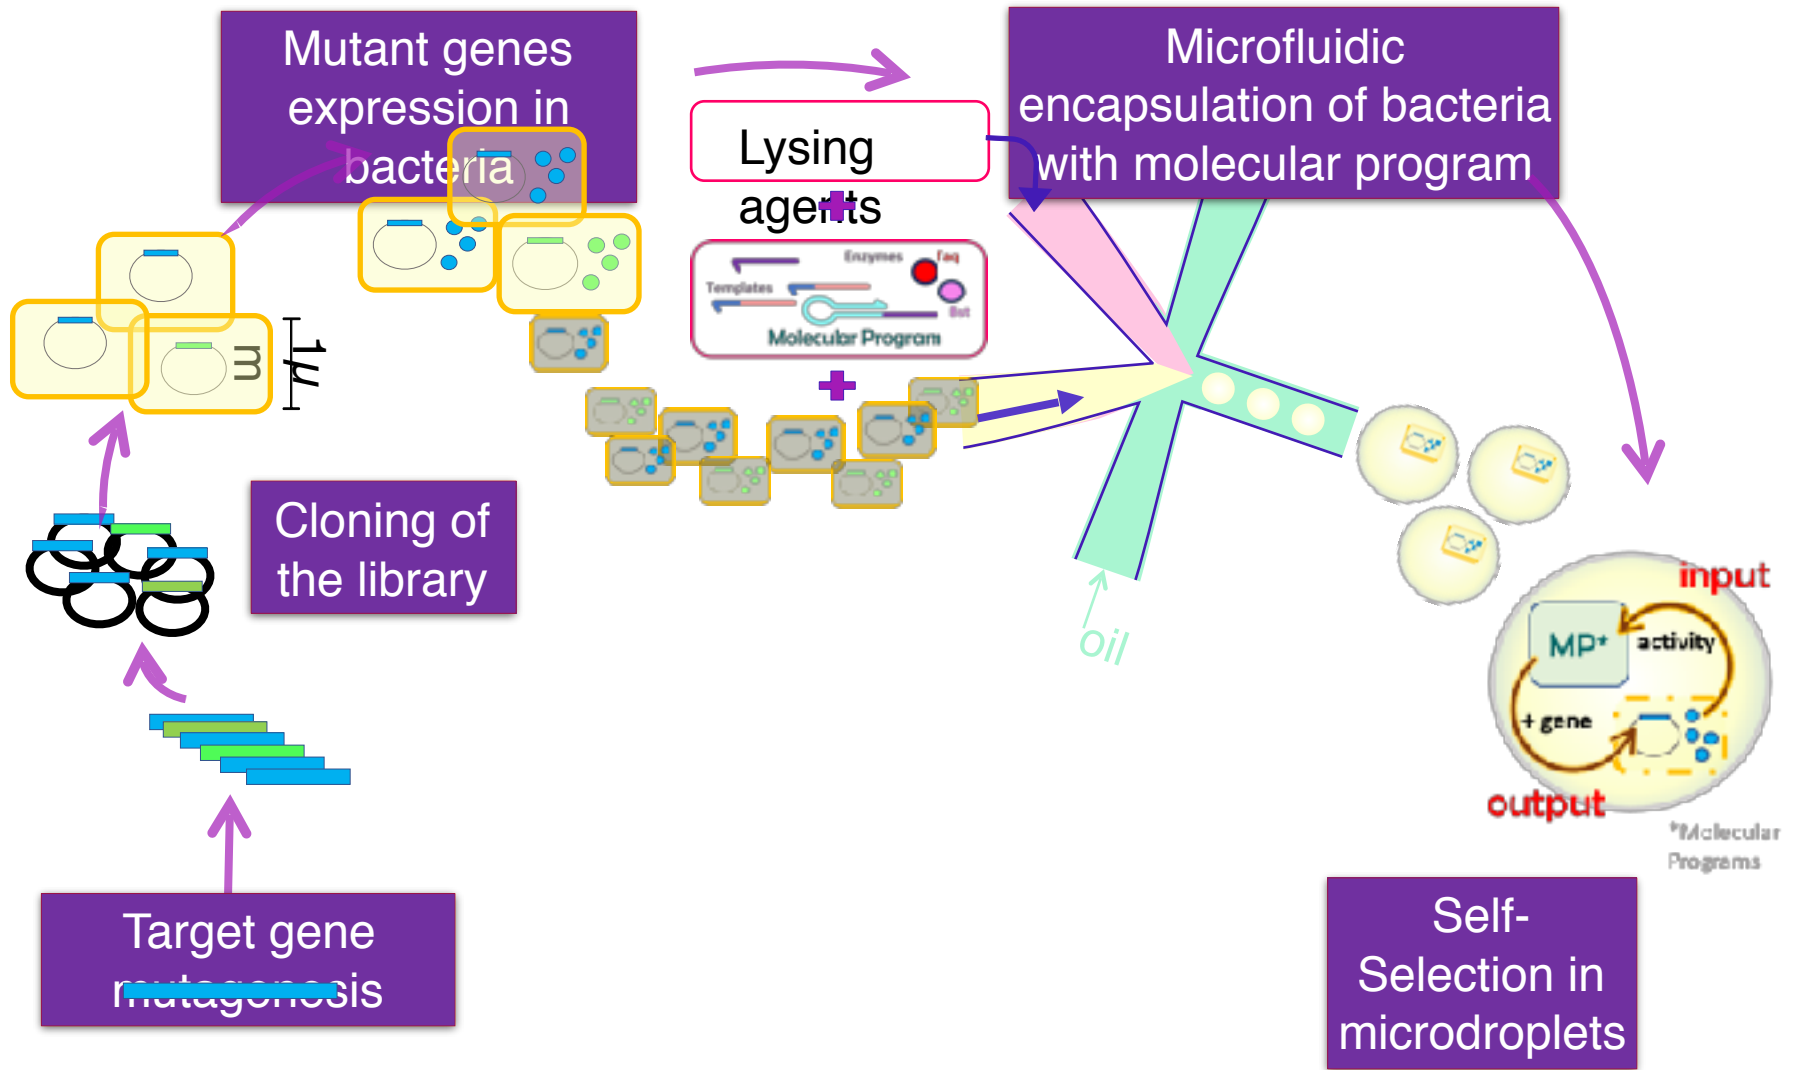 Mutant genes
expression in
bacteria
Lysing
agents
Microfluidic
encapsulation of bacteria
with molecular program
Enzymes
Taq
Templates
Bst
Molecular Program
1µ
m
Cloning of
the library
oil
input
MP*
activity
+ gene
output
*Molecular
Programs
Target gene
mutagenesis
Self-
Selection in
microdroplets